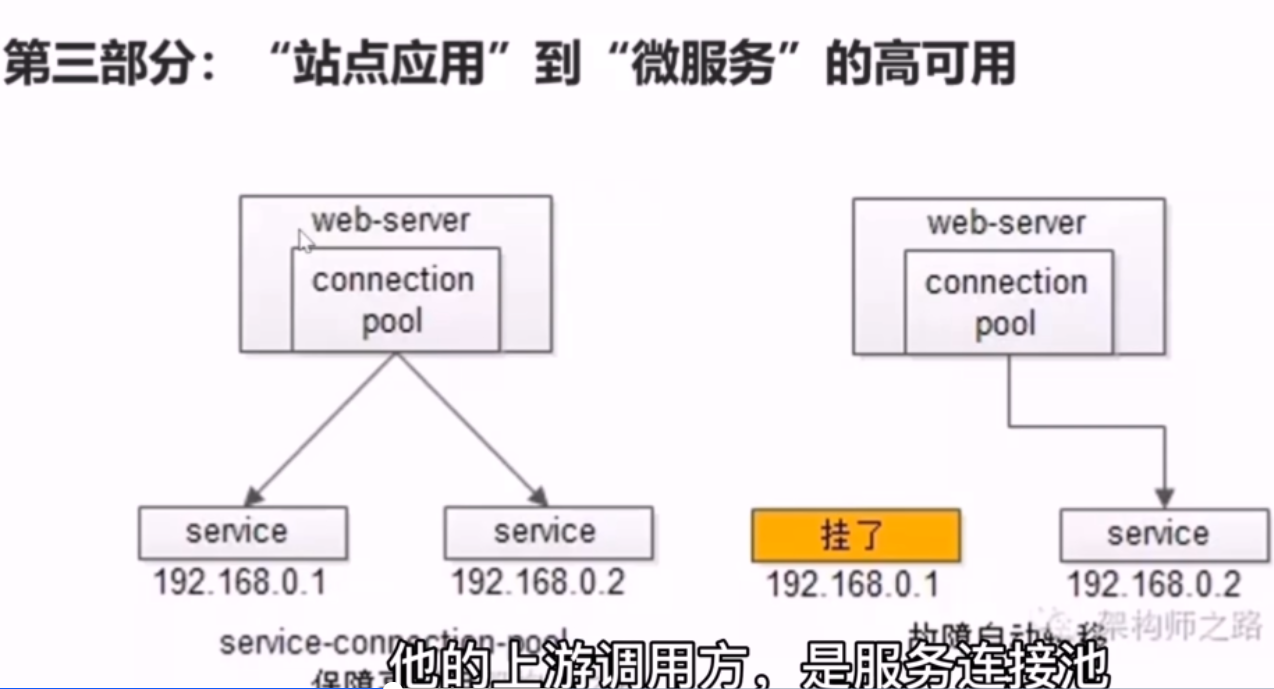 第三部分：“站点应用”到“微服务”的高可用
web-server
connection
pool
service
192.168.0.1
service
192.168.0.2
service-connection-pool
保障
web-server
connection
pool
挂了
192.168.0.1
service
192.168.0.2
故障自动
架构师之路
他的上游调用方，是服务连接池